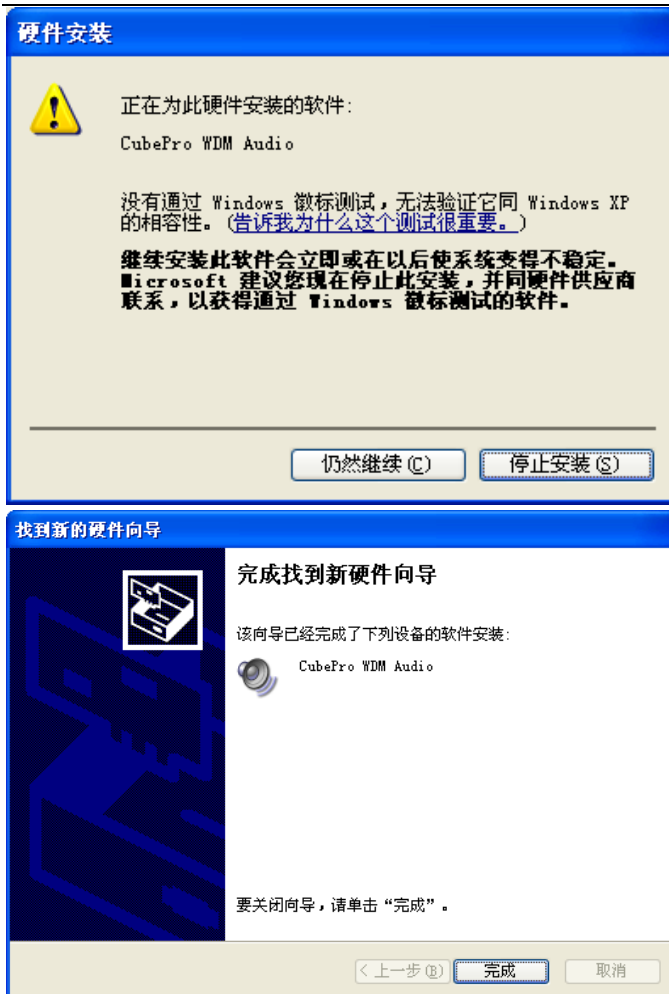 硬件安装
正在为此硬件安装的软件:
CubePro WDM Audio
没有通过 Windows 徽标测试，无法验证它同 Windows XP
的相容性。(告诉我为什么这个测试很重要。)
继续安装此软件会立即或在以后使系统变得不稳定。
Microsoft 建议您现在停止此安装，并同硬件供应商
联系，以获得通过 Windows 徽标测试的软件。
仍然继续(C)
停止安装(S)
找到新的硬件向导
完成找到新硬件向导
该向导已经完成了下列设备的软件安装:
CubePro WDM Audio
要关闭向导，请单击“完成”。
< 上一步(B)
完成
取消